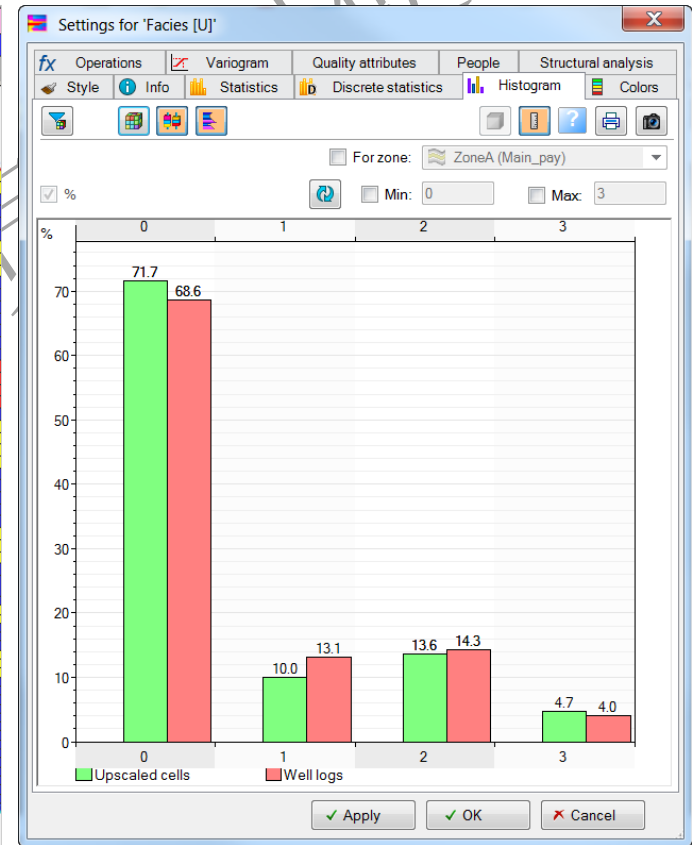 Settings for 'Facies [U]'
fx Operations Variogram Quality attributes People Structural analysis
Style Info Statistics Discrete statistics Histogram Colors
For zone: ZoneA (Main_pay)
% Min: 0 Max: 3
% 0 1 2 3
71.7 68.6
70
60
50
40
30
20
13.1 13.6 14.3
10 10.0
4.7 4.0
0
0 1 2 3
Upscaled cells Well logs
Apply OK Cancel